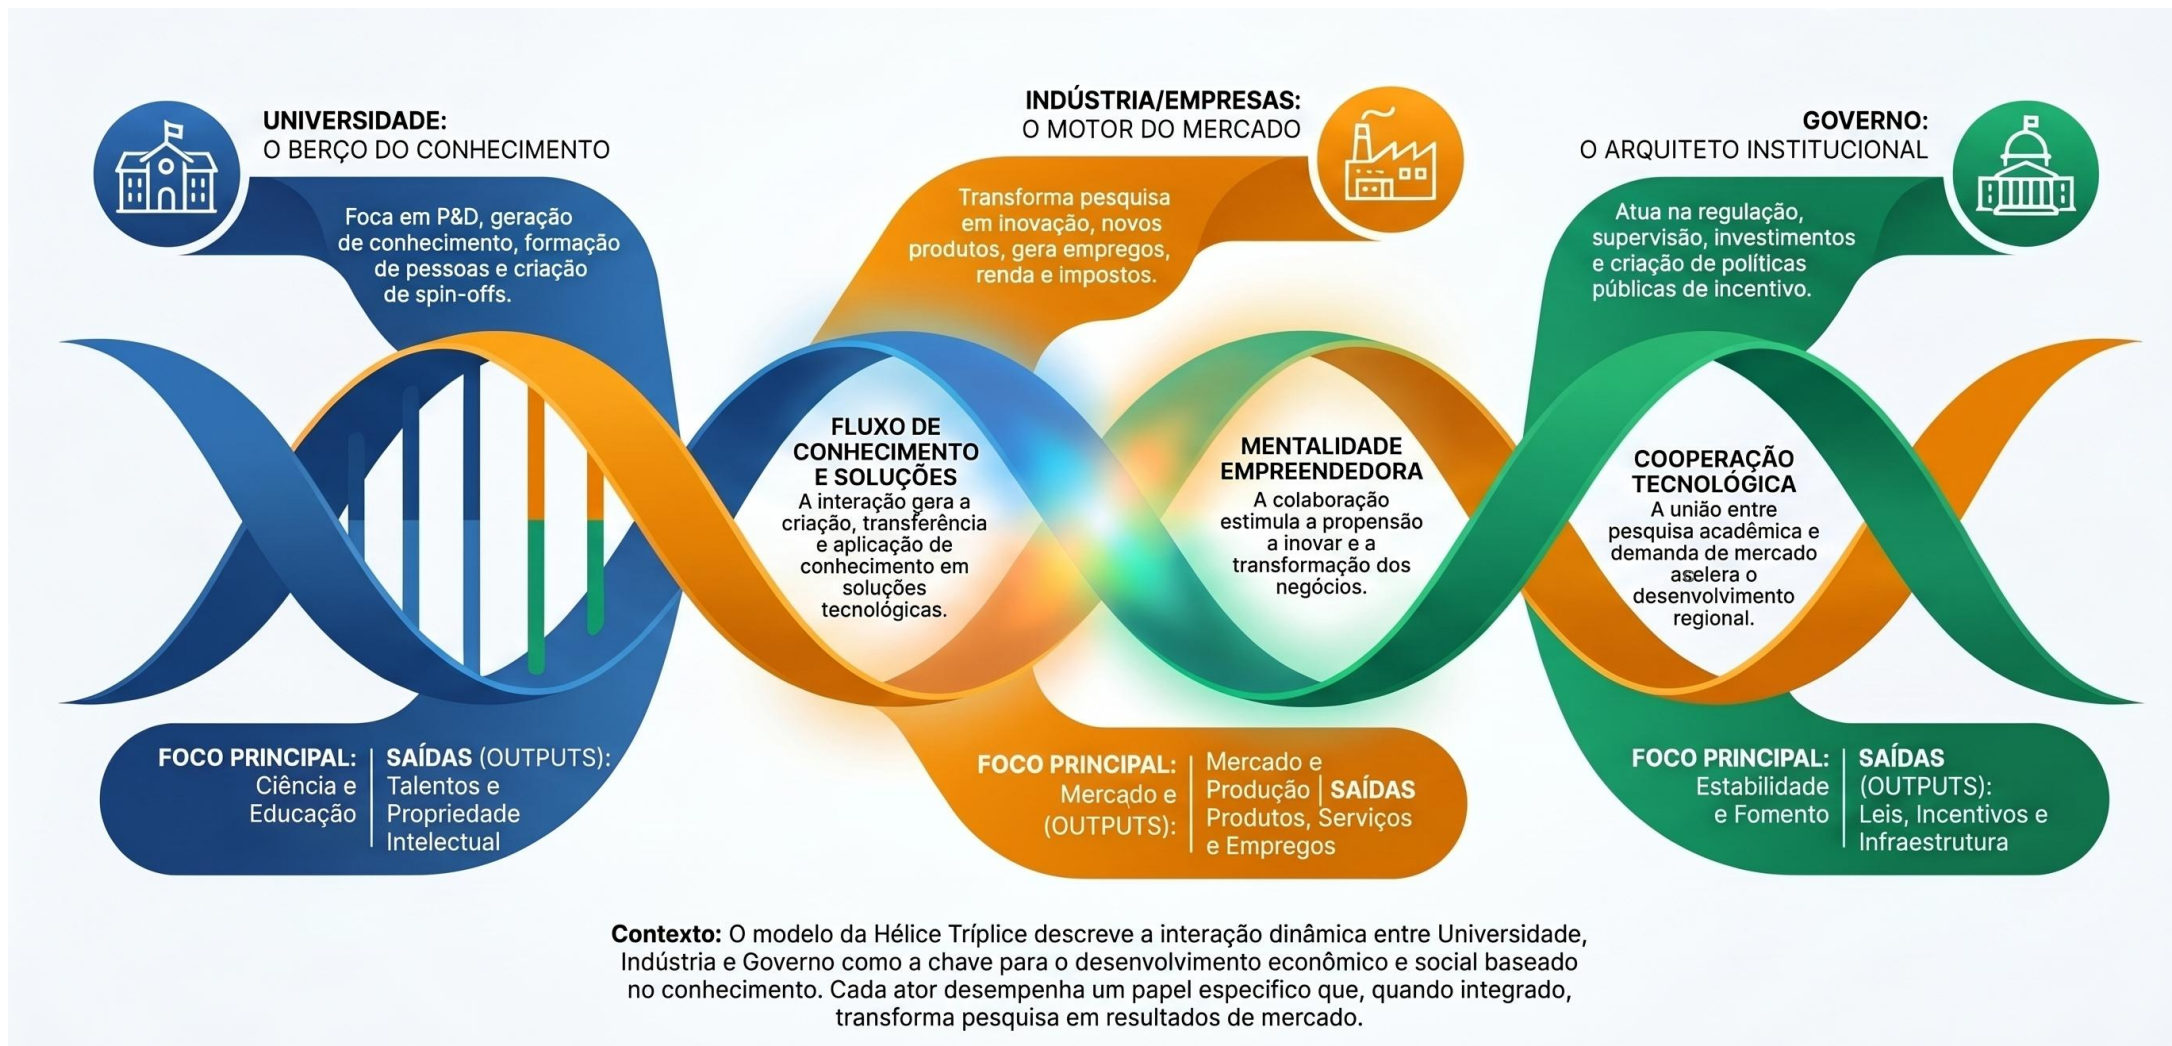 UNIVERSIDADE:
O BERÇO DO CONHECIMENTO
Foca em P&D, geração
de conhecimento, formação
de pessoas e criação
de spin-offs.
INDÚSTRIA/EMPRESAS:
O MOTOR DO MERCADO
Transforma pesquisa
em inovação, novos
produtos, gera empregos,
renda e impostos.
GOVERNO:
O ARQUITETO INSTITUCIONAL
Atua na regulação,
supervisão, investimentos
e criação de políticas
públicas de incentivo.
FLUXO DE
CONHECIMENTO
E SOLUÇÕES
A interação gera a
criação, transferência
e aplicação de
conhecimento em
soluções
tecnológicas.
MENTALIDADE
EMPREENDEDORA
A colaboração
estimula a propensão
a inovar e a
transformação dos
negócios.
COOPERAÇÃO
TECNOLÓGICA
A união entre
pesquisa acadêmica e
demanda de mercado
o
desenvolvimento
regional.
FOCO PRINCIPAL:
Ciência e
Educação
SAÍDAS (OUTPUTS):
Talentos e
Propriedade
Intelectual
FOCO PRINCIPAL:
Mercado e
(OUTPUTS):
Mercado e
Produção | SAÍDAS
Produtos, Serviços
e Empregos
FOCO PRINCIPAL:
Estabilidade
e Fomento
SAÍDAS
(OUTPUTS):
Leis, Incentivos e
Infraestrutura
Contexto: O modelo da Hélice Tríplice descreve a interação dinâmica entre Universidade,
Indústria e Governo como a chave para o desenvolvimento econômico e social baseado
no conhecimento. Cada ator desempenha um papel especifico que, quando integrado,
transforma pesquisa em resultados de mercado.